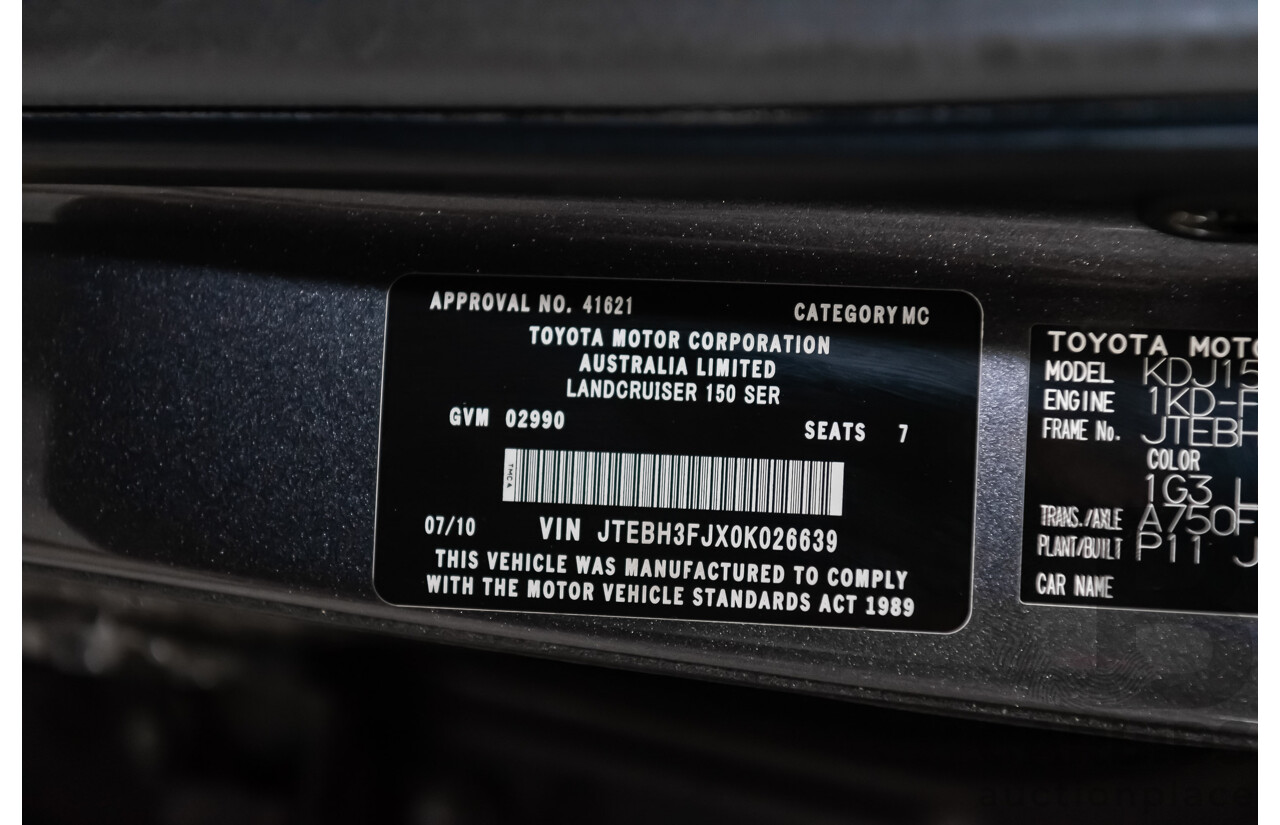 APPROVAL NO. 41621
CATEGORY MC
TOYOTA MOTOR CORPORATION
AUSTRALIA LIMITED
LANDCRUISER 150 SER
GVM 02990
SEATS 7
TMCA
07/10 VIN JTEBH3FJX0K026639
THIS VEHICLE WAS MANUFACTURED TO COMPLY
WITH THE MOTOR VEHICLE STANDARDS ACT 1989
TOYOTA MOTO
MODEL KDJ15
ENGINE 1KD-F
FRAME No. JTEBH
COLOR
1G3 L
TRANS./AXLE A750F
PLANT/BUILT P11 J
CAR NAME
auctionplace